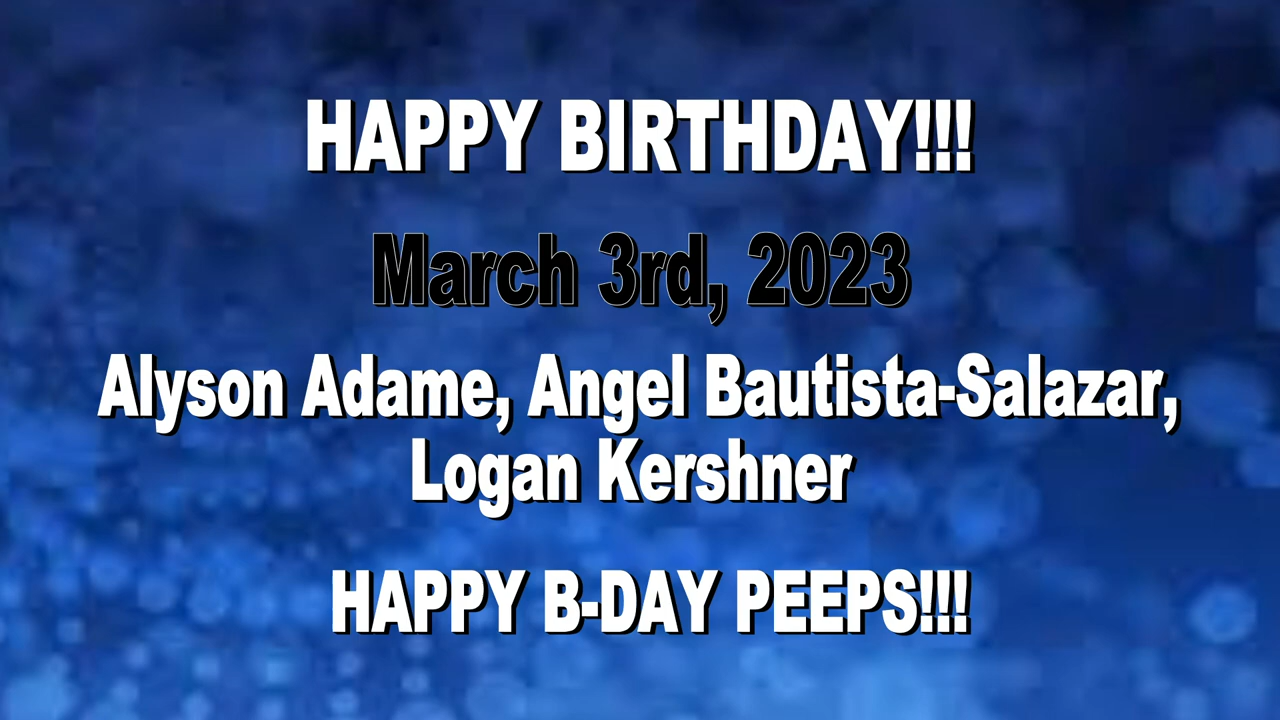 HAPPY BIRTHDAY!!!
March 3rd, 2023
Alyson Adame, Angel Bautista-Salazar,
Logan Kershner
HAPPY B-DAY PEEPS!!!